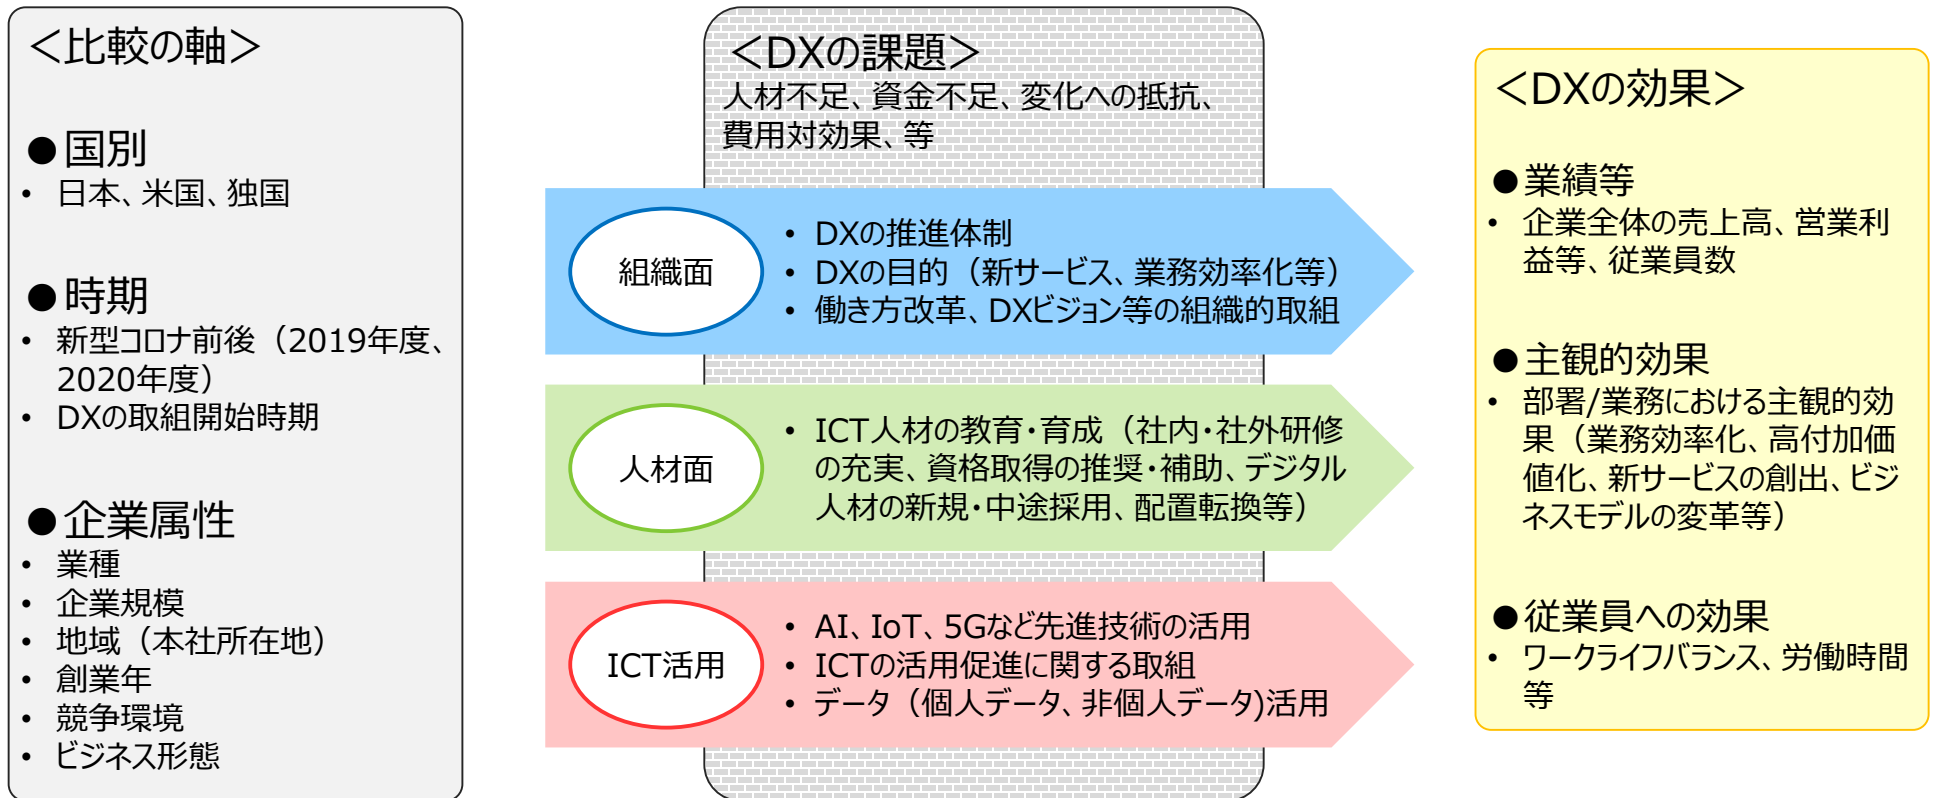 ＜比較の軸＞
●国別
• 日本、米国、独国
●時期
• 新型コロナ前後（2019年度、
2020年度）
• DXの取組開始時期
●企業属性
• 業種
• 企業規模
• 地域（本社所在地）
• 創業年
• 競争環境
• ビジネス形態
＜DXの課題＞
人材不足、資金不足、変化への抵抗、
費用対効果、等
組織面
• DXの推進体制
• DXの目的（新サービス、業務効率化等）
• 働き方改革、DXビジョン等の組織的取組
人材面
• ICT人材の教育・育成（社内・社外研修
の充実、資格取得の推奨・補助、デジタル
人材の新規・中途採用、配置転換等）
ICT活用
• AI、IoT、5Gなど先進技術の活用
• ICTの活用促進に関する取組
• データ（個人データ、非個人データ)活用
＜DXの効果＞
●業績等
• 企業全体の売上高、営業利
益等、従業員数
●主観的効果
• 部署/業務における主観的効
果（業務効率化、高付加価
値化、新サービスの創出、ビジ
ネスモデルの変革等）
●従業員への効果
• ワークライフバランス、労働時間
等